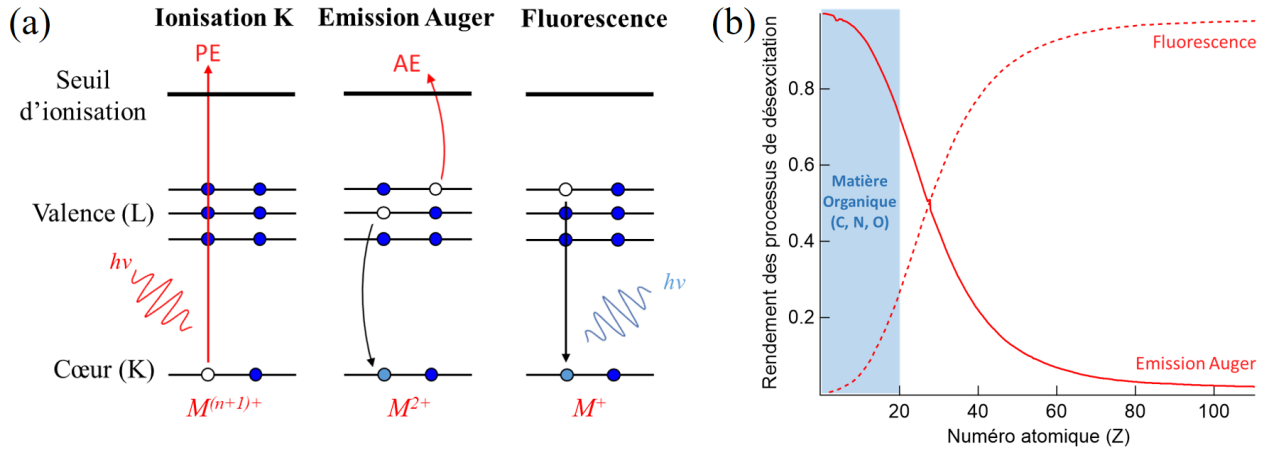 (a)
Ionisation K
Emission Auger
Fluorescence
PE
AE
Seuil
d'ionisation
Valence (L)
hν
hν
Cœur (K)
M(n+1)+
M2+
M+
(b)
Rendement des processus de désexcitation
0.8
0.6
0.4
0.2
Fluorescence
Matière
Organique
(C, N, O)
Emission Auger
20
40
60
80
100
Numéro atomique (Z)